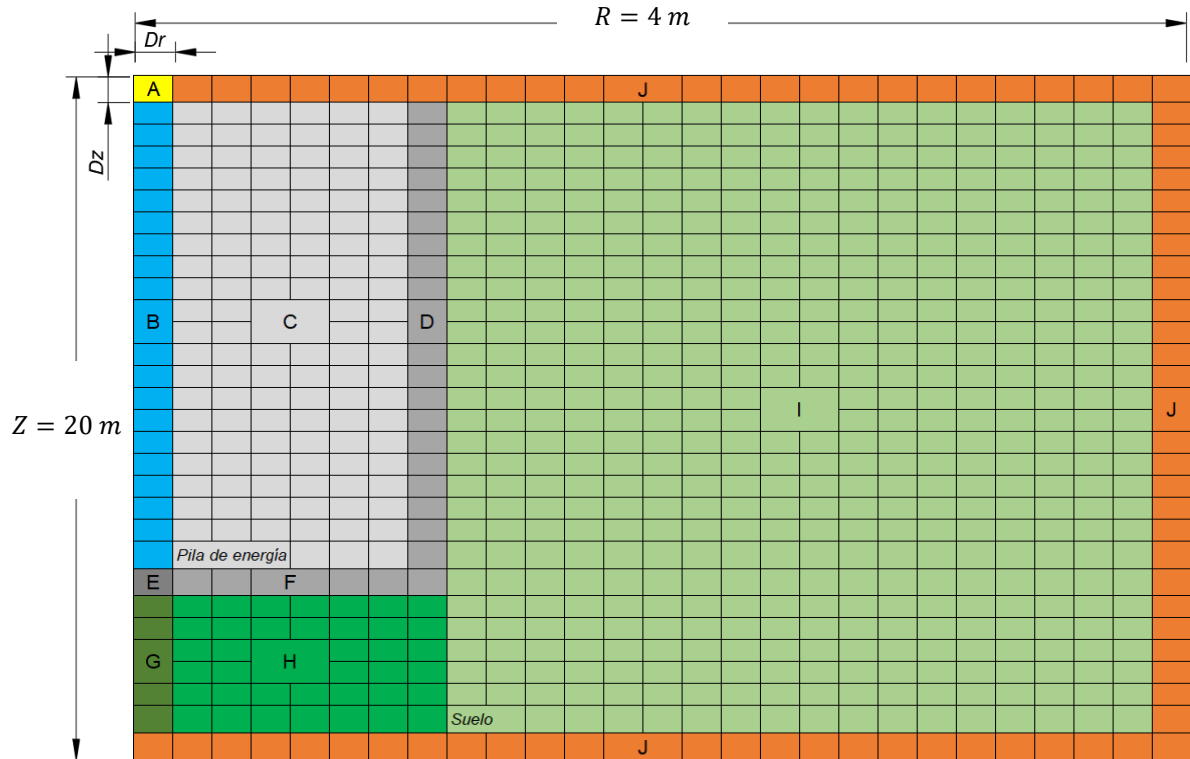 R = 4 m
Dr
A
J
Dz
B
C
D
I
J
Z = 20 m
Pila de energía
E
F
G
H
Suelo
J